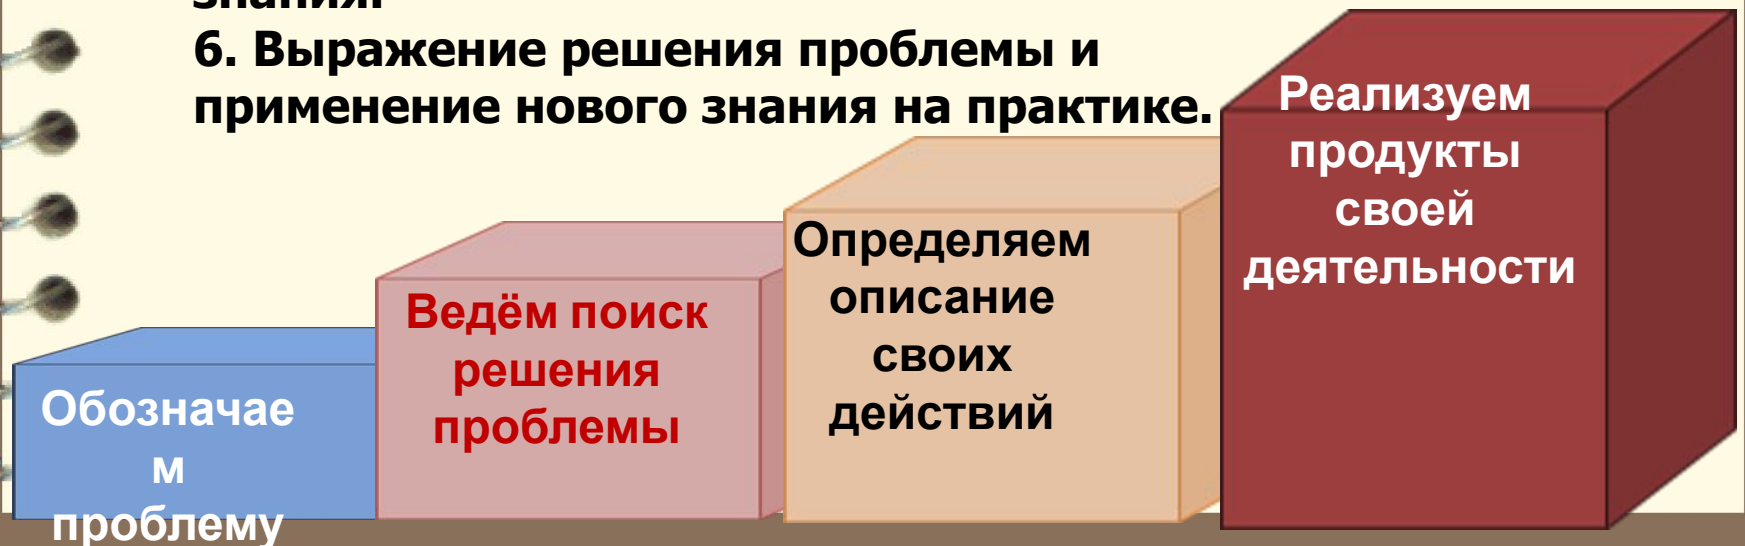 знания.
6. Выражение решения проблемы и
применение нового знания на практике.
Обозначае
м
проблему
Ведём поиск
решения
проблемы
Определяем
описание
своих
действий
Реализуем
продукты
своей
деятельности